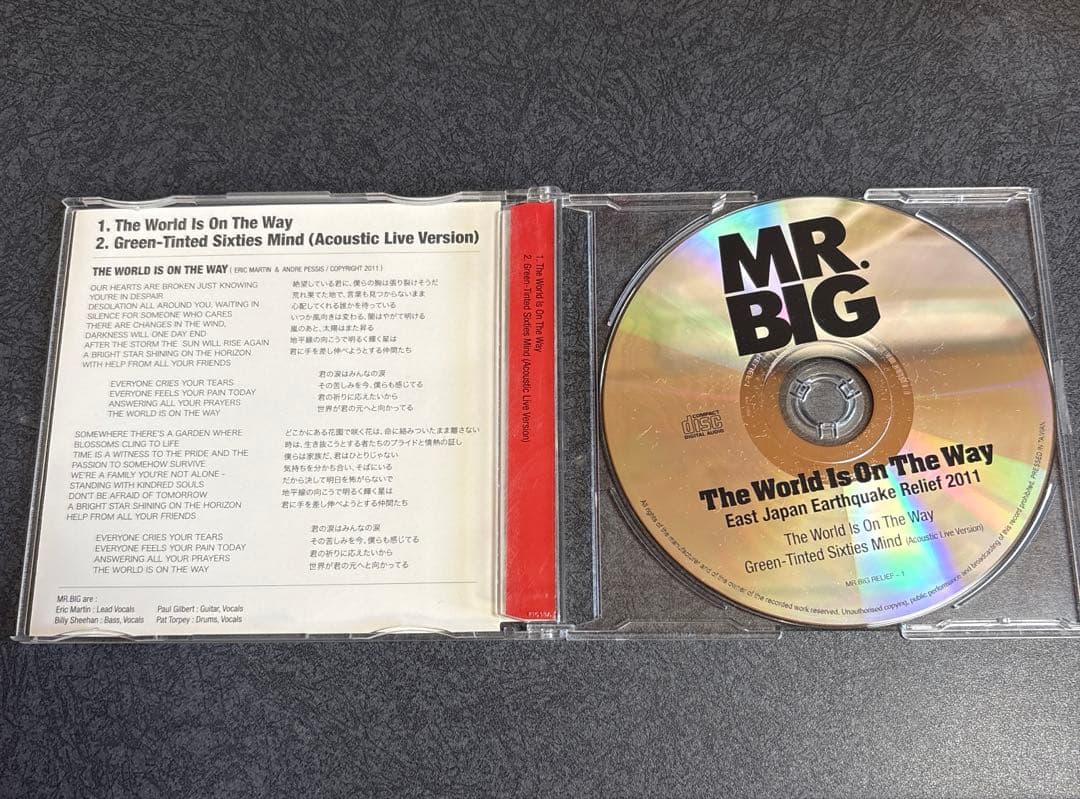 1. The World Is On The Way
2. Green-Tinted Sixties Mind (Acoustic Live Version)
THE WORLD IS ON THE WAY ( ERIC MARTIN & ANDRE PESSIS / COPYRIGHT 2011 )
OUR HEARTS ARE BROKEN JUST KNOWING
YOU'RE IN DESPAIR
DESOLATION ALL AROUND YOU, WAITING IN
SILENCE FOR SOMEONE WHO CARES
THERE ARE CHANGES IN THE WIND,
DARKNESS WILL ONE DAY END
AFTER THE STORM THE SUN WILL RISE AGAIN
A BRIGHT STAR SHINING ON THE HORIZON
WITH HELP FROM ALL YOUR FRIENDS
EVERYONE CRIES YOUR TEARS
EVERYONE FEELS YOUR PAIN TODAY
ANSWERING ALL YOUR PRAYERS
THE WORLD IS ON THE WAY
SOMEWHERE THERE'S A GARDEN WHERE
BLOSSOMS CLING TO LIFE
TIME IS A WITNESS TO THE PRIDE AND THE
PASSION TO SOMEHOW SURVIVE
WE'RE A FAMILY YOU'RE NOT ALONE –
STANDING WITH KINDRED SOULS
DON'T BE AFRAID OF TOMORROW
A BRIGHT STAR SHINING ON THE HORIZON
HELP FROM ALL YOUR FRIENDS
EVERYONE CRIES YOUR TEARS
EVERYONE FEELS YOUR PAIN TODAY
ANSWERING ALL YOUR PRAYERS
THE WORLD IS ON THE WAY
絶望している君に、僕らの胸は張り裂けそうだ
荒れ果てた地で、言葉も見つからないまま
心配してくれる誰かを待っている
いつか風向きは変わる、闇はやがて明ける
嵐のあと、太陽はまた昇る
地平線の向こうで明るく輝く星は
君に手を差し伸べようとする仲間たち
君の涙はみんなの涙
その苦しみを今、僕らも感じてる
君の祈りに応えたいから
世界が君の元へと向かってる
どこかにある花園で咲く花は、命に組みついたまま離さない
時は、生き抜こうとする者たちのプライドと情熱の証し
僕らは家族だ、君はひとりじゃない
気持ちを分かち合い、そばにいる
だから決して明日を怖がらないで
地平線の向こうで明るく輝く星は
君に手を差し伸べようとする仲間たち
君の涙はみんなの涙
その苦しみを今、僕らも感じてる
君の祈りに応えたいから
世界が君の元へと向かってる
MR.BIG are :
Eric Martin : Lead Vocals Paul Gilbert : Guitar, Vocals
Billy Sheehan : Bass, Vocals Pat Torpey : Drums, Vocals
1. The World Is On The Way
2. Green-Tinted Sixties Mind (Acoustic Live Version)
MR.
BIG
COMPACT
disc
DIGITAL AUDIO
The World Is On The Way
East Japan Earthquake Relief 2011
The World Is On The Way
Green-Tinted Sixties Mind (Acoustic Live Version)
MR.BIG RELIEF – 1
All rights of the manufacturer and of the owner of the recorded work reserved. Unauthorised copying, public performance and broadcasting of this record prohibited. PRESSED IN TAIWAN.